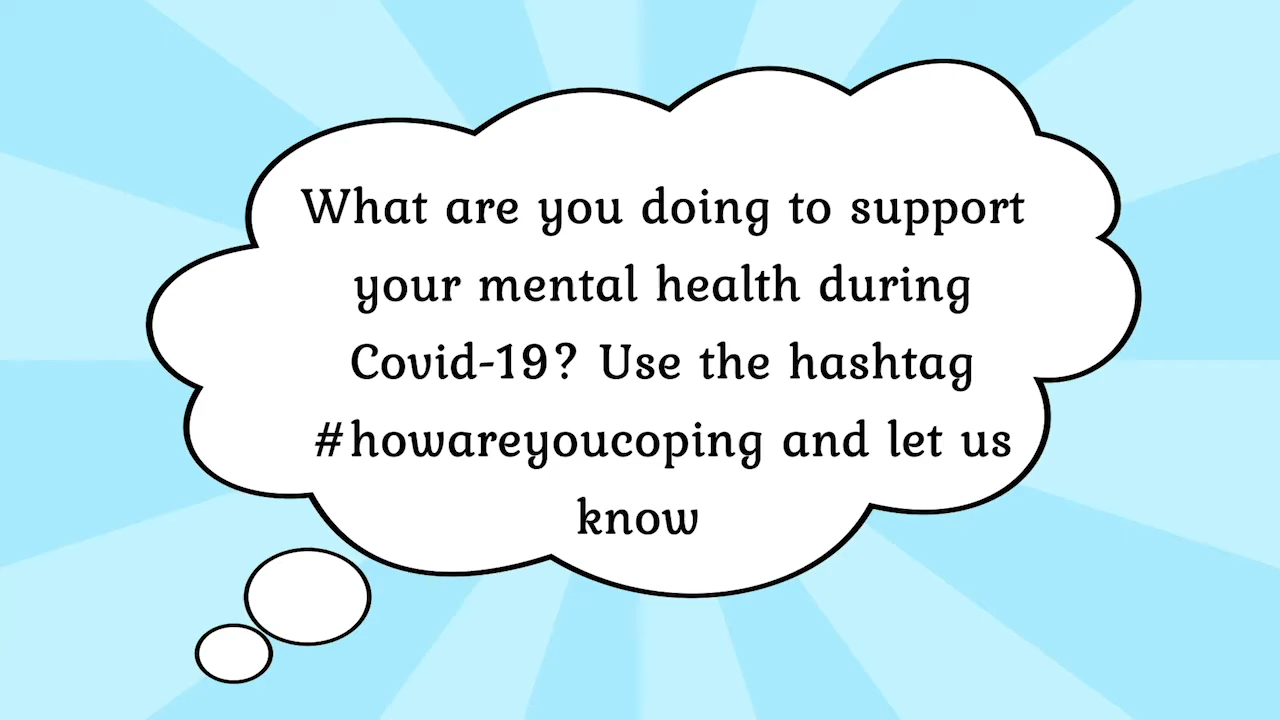 What are you doing to support
your mental health during
Covid-19? Use the hashtag
#howareyoucoping and let us
know